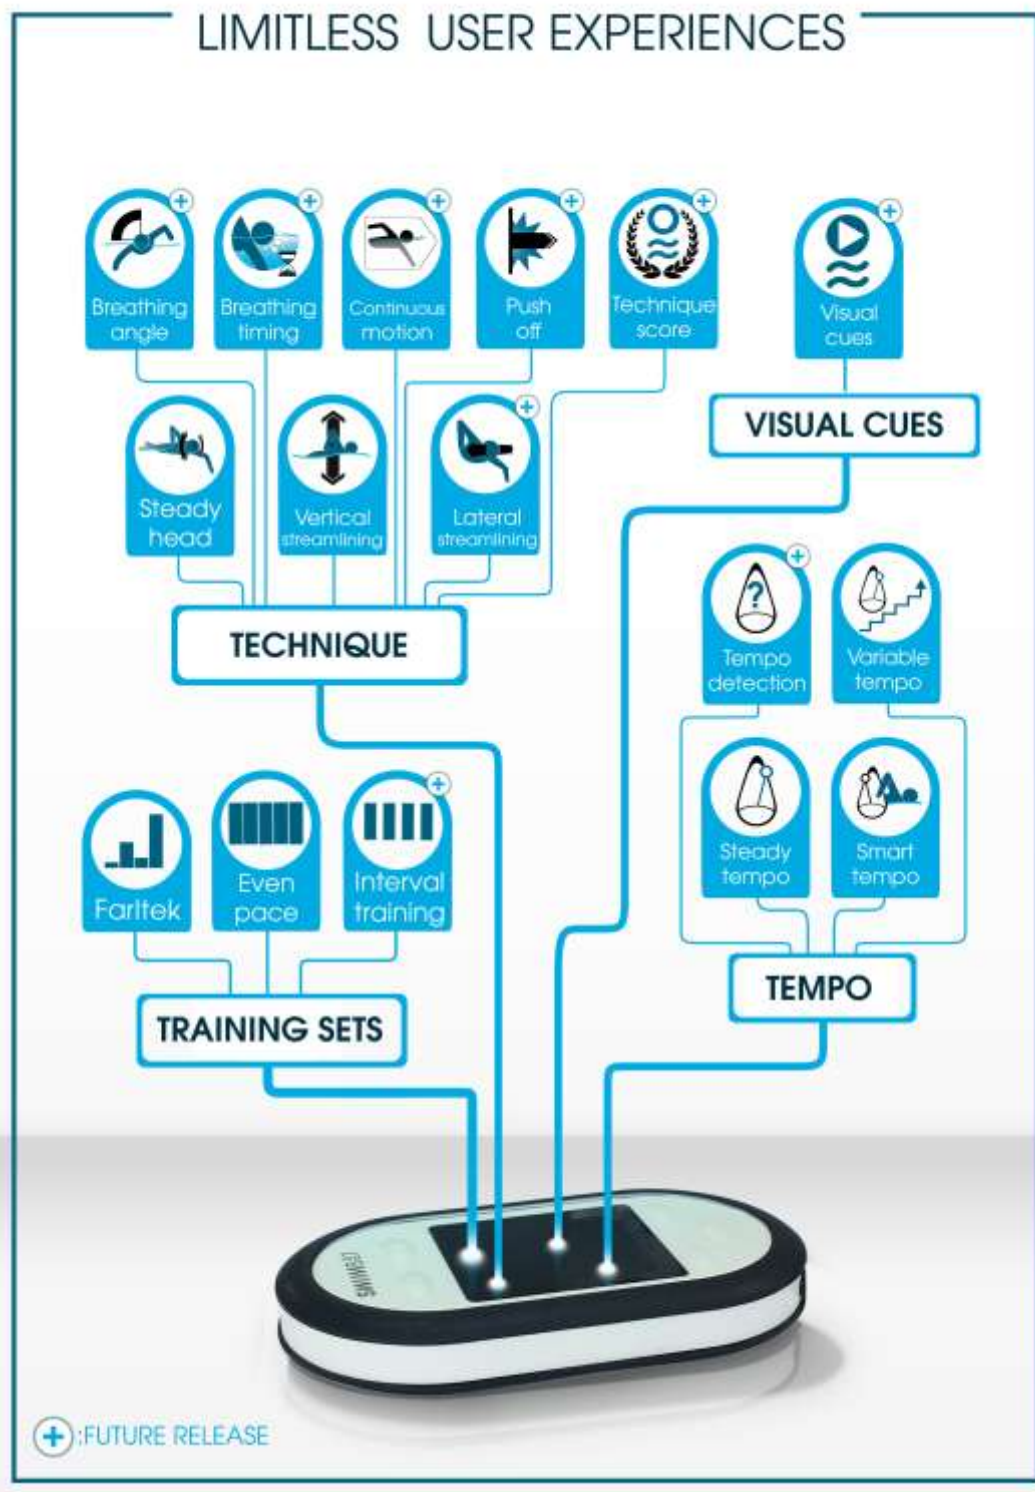 LIMITLESS USER EXPERIENCES
Breathing
angle
Breathing
timing
Continuous
motion
Push
off
Technique
score
Visual
cues
VISUAL CUES
Steady
head
Vertical
streamlining
Lateral
streamlining
TECHNIQUE
Tempo
detection
Variable
tempo
Steady
tempo
Smart
tempo
TEMPO
Farltek
Even
pace
Interval
training
TRAINING SETS
?
SWIMSET
+:FUTURE RELEASE